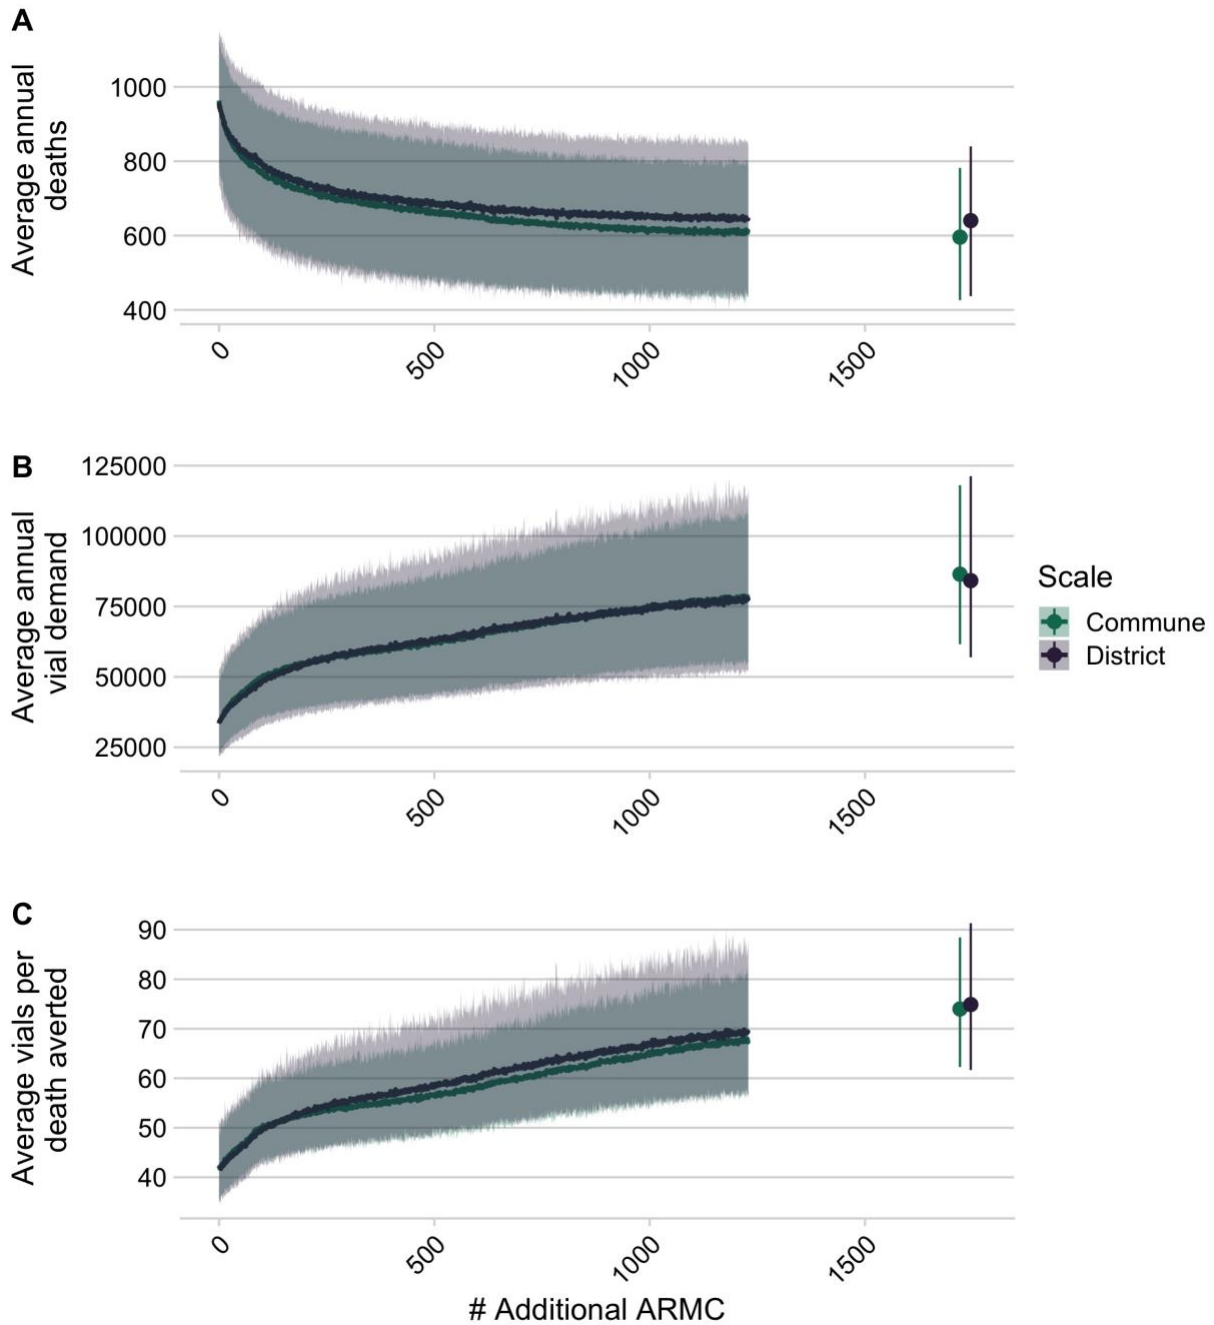 A
Average annual
deaths
1000
800
600
400
0
500
1000
1500
B
Average annual
vial demand
125000
100000
75000
50000
25000
0
500
1000
1500
Scale
Commune
District
C
Average vials per
death averted
90
80
70
60
50
40
0
500
1000
1500
# Additional ARMC